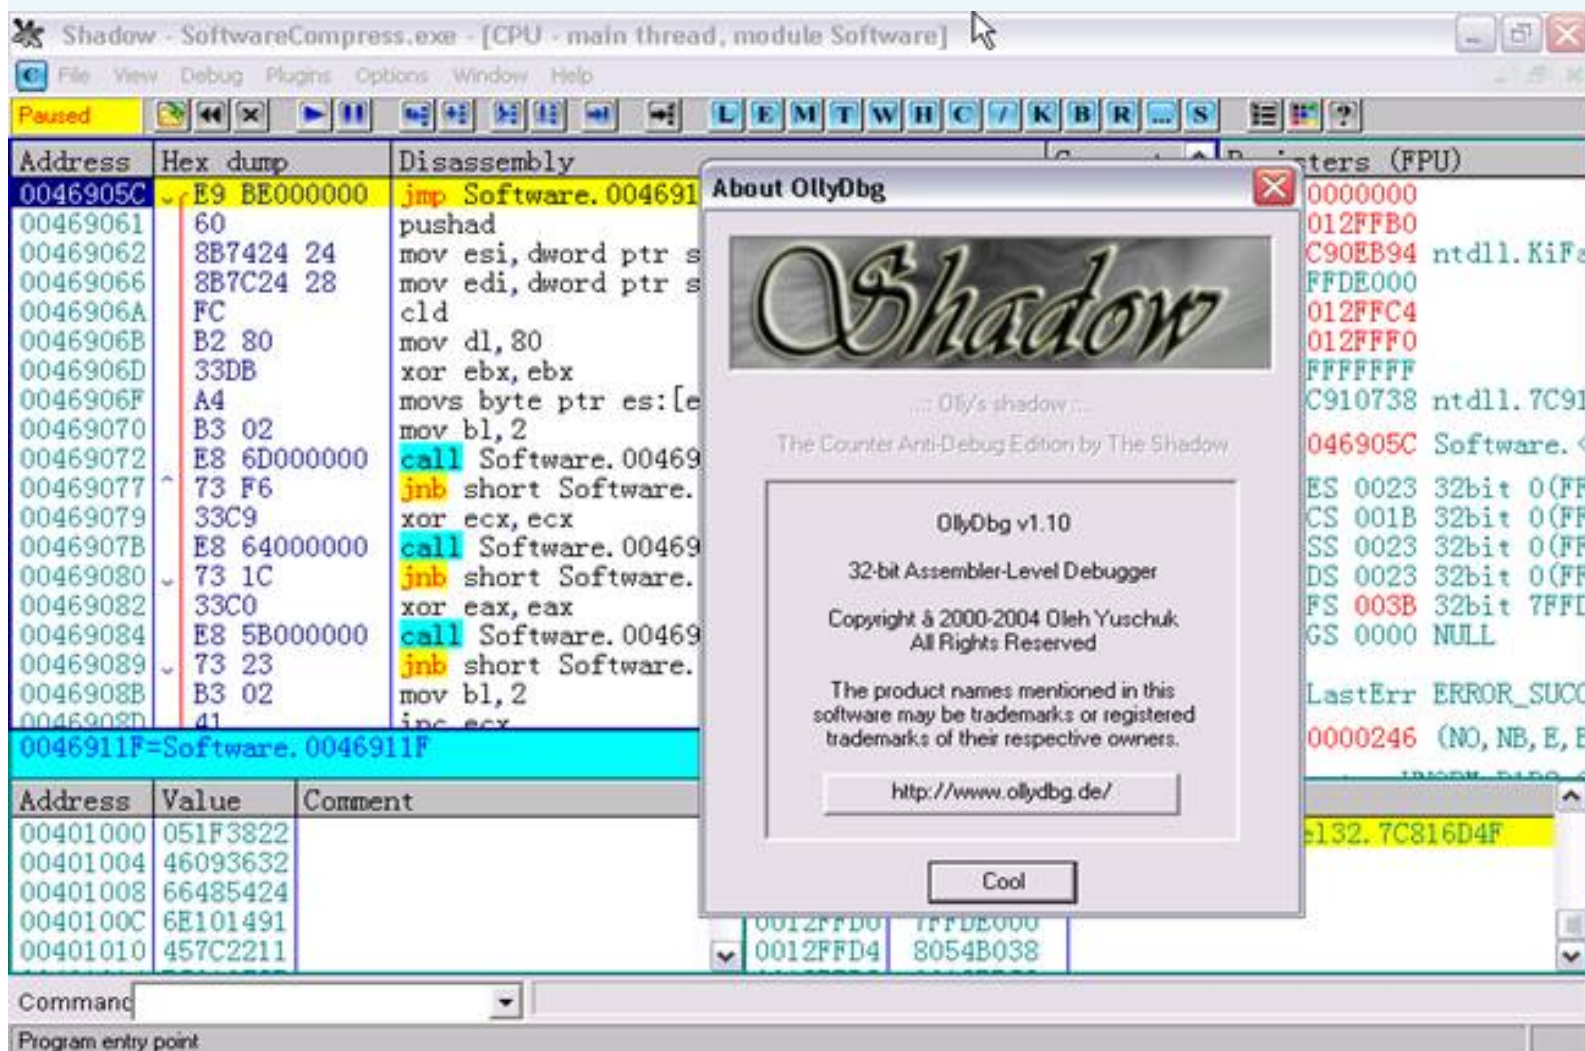 Shadow - SoftwareCompress.exe - [CPU - main thread, module Software]
C File View Debug Plugins Options Window Help
Paused L E M T W H C / K B R ... S ?
Address Hex dump Disassembly
0046905C E9 BE000000 jmp Software.004691
00469061 60 pushad
00469062 8B7424 24 mov esi,dword ptr s
00469066 8B7C24 28 mov edi,dword ptr s
0046906A FC cld
0046906B B2 80 mov dl,80
0046906D 33DB xor ebx,ebx
0046906F A4 movs byte ptr es:[e
00469070 B3 02 mov bl,2
00469072 E8 6D000000 call Software.00469
00469077 73 F6 jnb short Software.
00469079 33C9 xor ecx,ecx
0046907B E8 64000000 call Software.00469
00469080 73 1C jnb short Software.
00469082 33C0 xor eax,eax
00469084 E8 5B000000 call Software.00469
00469089 73 23 jnb short Software.
0046908B B3 02 mov bl,2
0046908D 41 inc ecx
0046911F=Software.0046911F
Address Value Comment
00401000 051F3822
00401004 46093632
00401008 66485424
0040100C 6E101491
00401010 457C2211
About OllyDbg
Shadow
..:: Olly's shadow ::..
The Counter Anti-Debug Edition by The Shadow
OllyDbg v1.10
32-bit Assembler-Level Debugger
Copyright â 2000-2004 Oleh Yuschuk
All Rights Reserved
The product names mentioned in this
software may be trademarks or registered
trademarks of their respective owners.
http://www.ollydbg.de/
Cool
sters (FPU)
0000000
012FFB0
C90EB94 ntdll.KiFa
FFDE000
012FFC4
012FFF0
FFFFFFF
C910738 ntdll.7C91
046905C Software.<
ES 0023 32bit 0(FF
CS 001B 32bit 0(FF
SS 0023 32bit 0(FF
DS 0023 32bit 0(FF
FS 003B 32bit 7FFD
GS 0000 NULL
LastErr ERROR_SUCC
0000246 (NO,NB,E,B
el32.7C816D4F
0012FFD0 7FFDE000
0012FFD4 8054B038
Command
Program entry point